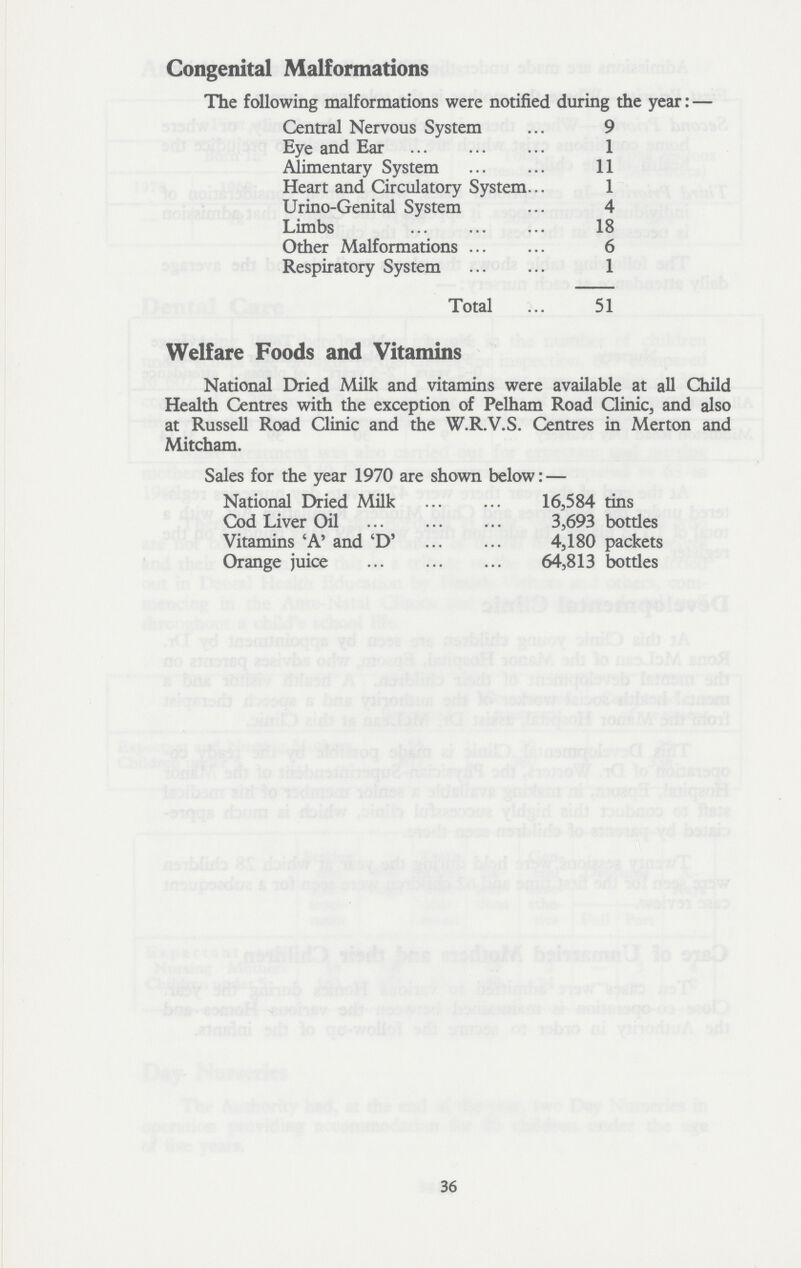 Congenital Malformations
The following malformations were notified during the year:—
Central Nervous System ... 9
Eye and Ear ... ... ... 1
Alimentary System ... ... 11
Heart and Circulatory System... 1
Urino-Genital System ... 4
Limbs ... ... ... 18
Other Malformations ... ... 6
Respiratory System ... ... 1
Total ... 51
Welfare Foods and Vitamins
National Dried Milk and vitamins were available at all Child
Health Centres with the exception of Pelham Road Clinic, and also
at Russell Road Clinic and the W.R.V.S. Centres in Merton and
Mitcham.
Sales for the year 1970 are shown below:—
National Dried Milk ... ... 16,584 tins
Cod Liver Oil ... ... ... 3,693 bottles
Vitamins ‘A’ and ‘D’ ... ... 4,180 packets
Orange juice ... ... ... 64,813 bottles
36